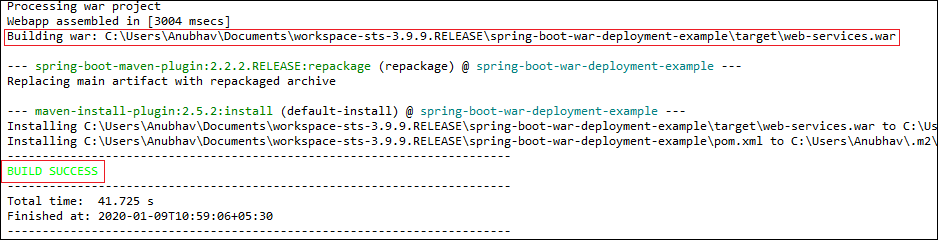 Processing war project
Webapp assembled in [3004 msecs]
Building war: C:\Users\Anubhav\Documents\workspace-sts-3.9.9.RELEASE\spring-boot-war-deployment-example\target\web-services.war
--- spring-boot-maven-plugin:2.2.2.RELEASE:repackage (repackage) @ spring-boot-war-deployment-example ---
Replacing main artifact with repackaged archive
--- maven-install-plugin:2.5.2:install (default-install) @ spring-boot-war-deployment-example ---
Installing C:\Users\Anubhav\Documents\workspace-sts-3.9.9.RELEASE\spring-boot-war-deployment-example\target\web-services.war to C:\Us
Installing C:\Users\Anubhav\Documents\workspace-sts-3.9.9.RELEASE\spring-boot-war-deployment-example\pom.xml to C:\Users\Anubhav\.m2\
------------------------------------------------------------------------
BUILD SUCCESS
------------------------------------------------------------------------
Total time:  41.725 s
Finished at: 2020-01-09T10:59:06+05:30
------------------------------------------------------------------------